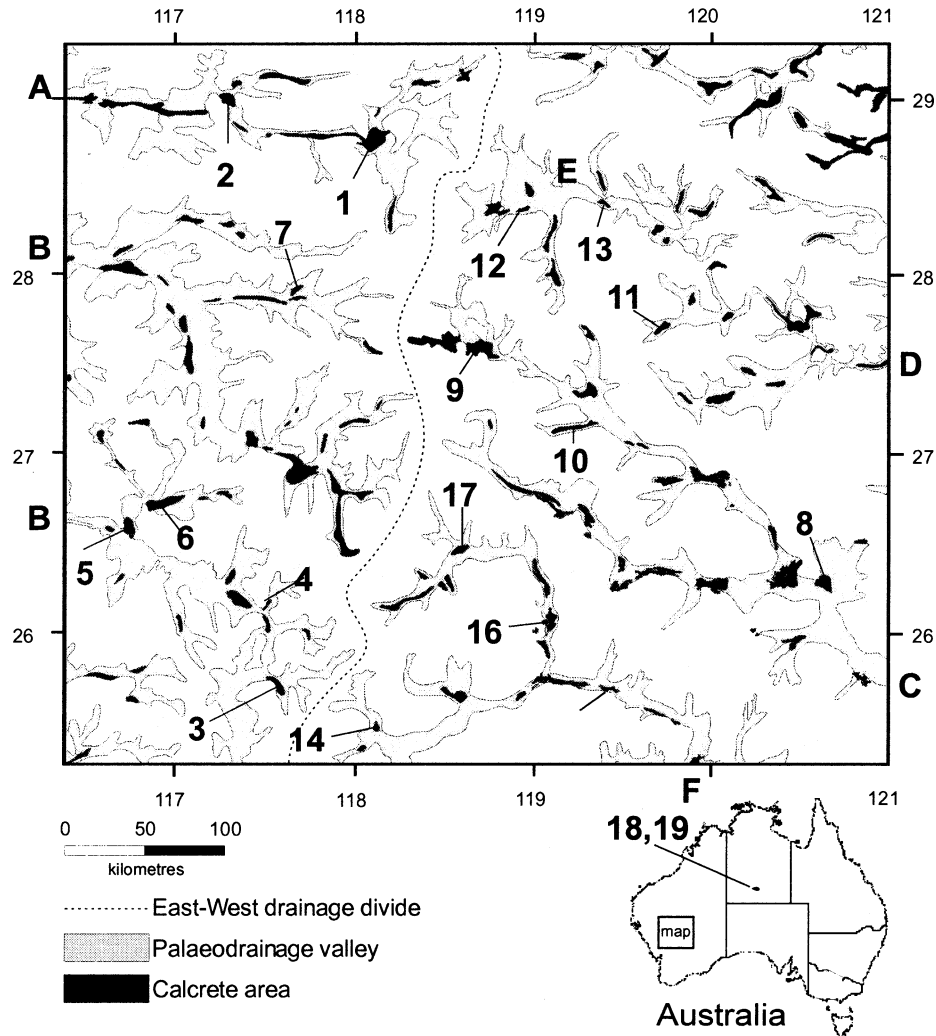 117 118 119 120 121
A 29
2
1
E
7
B
12 13
28 28
11
9 D
10
27 27
17
B 8
6
5
4
16
26 26
C
3
14
117 118 119 120 121
F
0 50 100
18,19
kilometres
East-West drainage divide
map
Palaeodrainage valley
Calcrete area
Australia